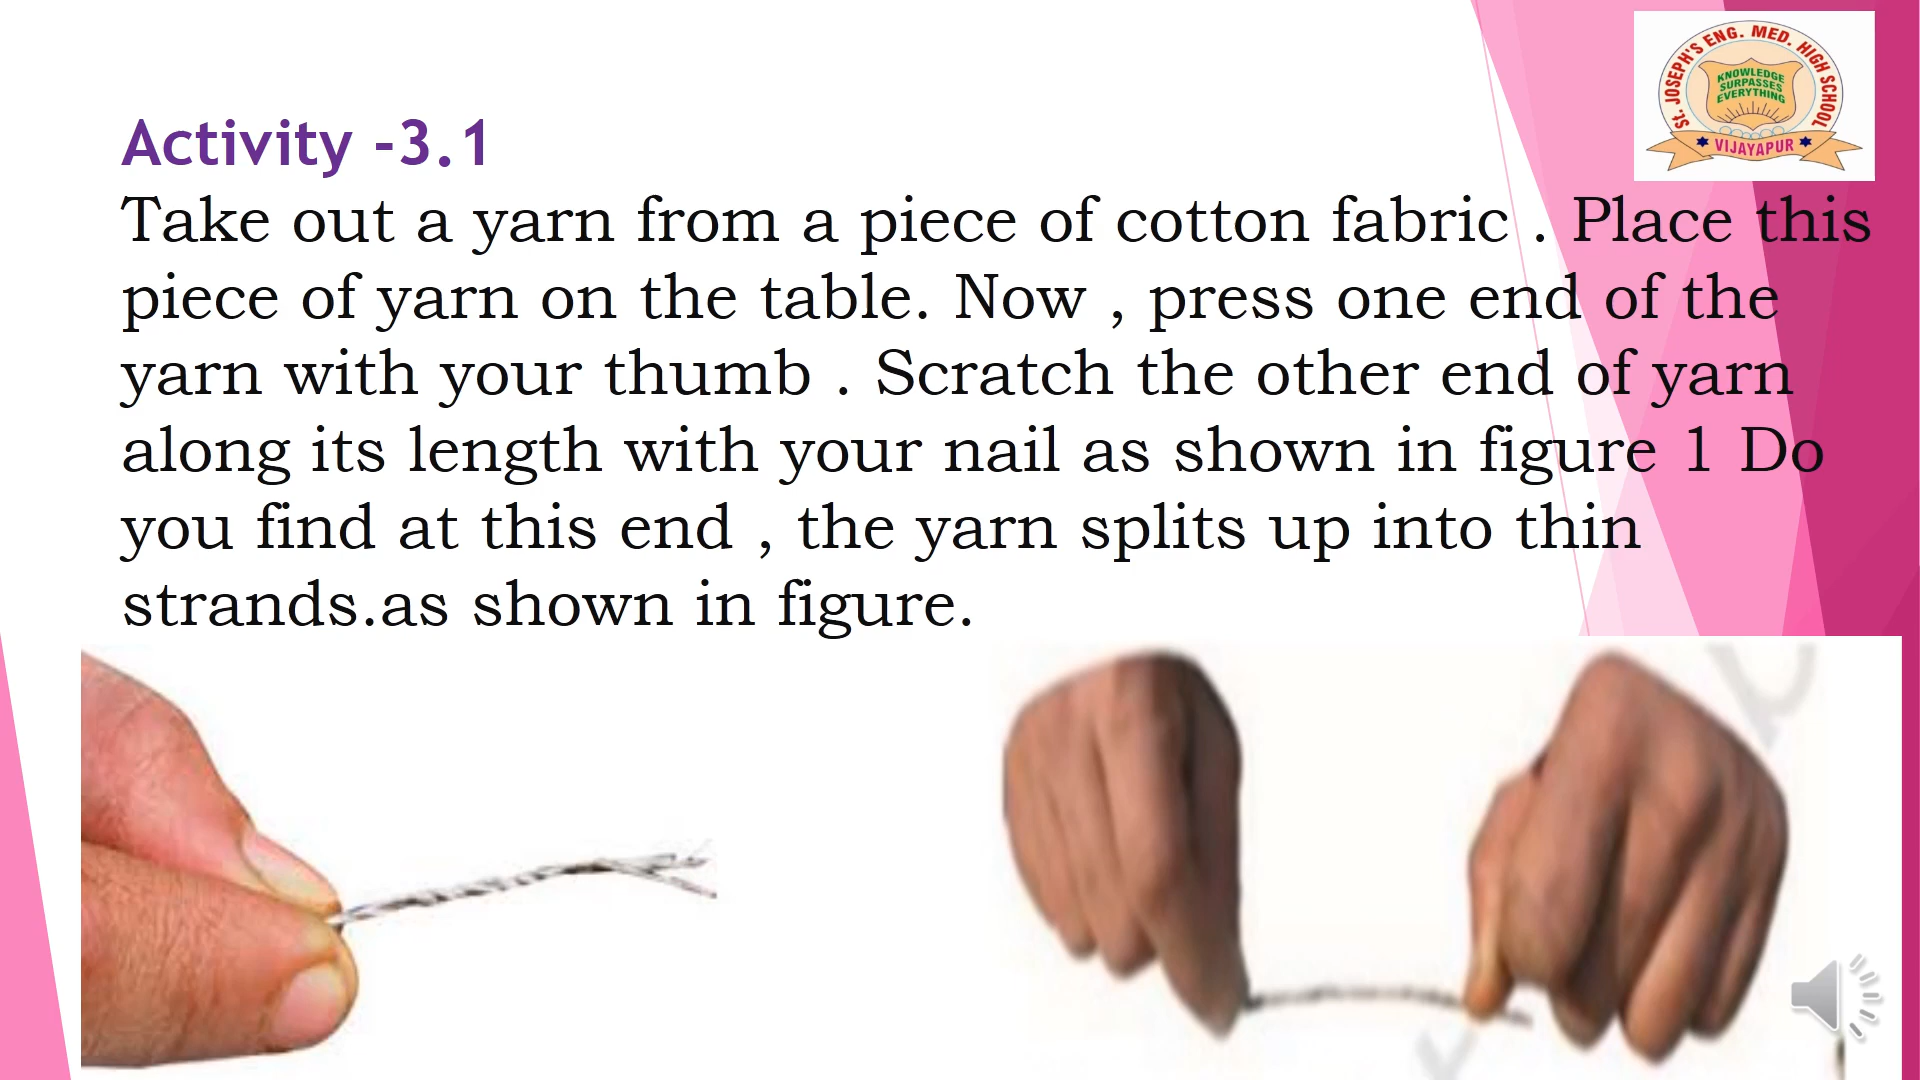 St. JOSEPH'S ENG. MED. HIGH SCHOOL
KNOWLEDGE
SURPASSES
EVERYTHING
VIJAYAPUR
Activity -3.1
Take out a yarn from a piece of cotton fabric . Place this
piece of yarn on the table. Now , press one end of the
yarn with your thumb . Scratch the other end of yarn
along its length with your nail as shown in figure 1 Do
you find at this end , the yarn splits up into thin
strands.as shown in figure.